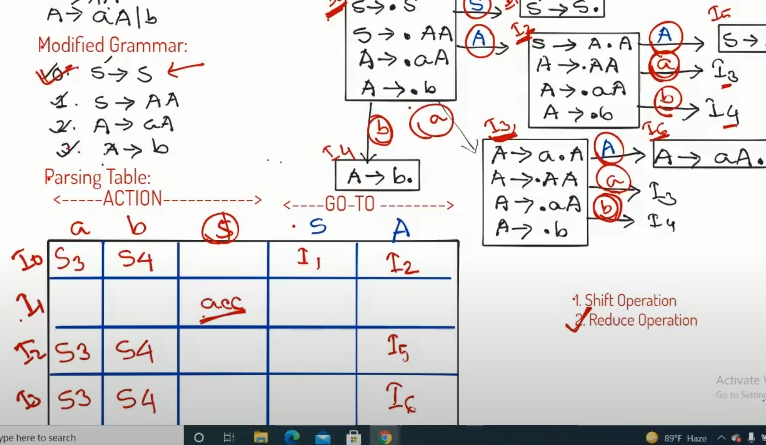 A → aA | b
Modified Grammar:
0. S' → S
1. S → AA
2. A → aA
3. A → b
Parsing Table:
<-----ACTION------> <----GO-TO ------->
a b $ S A
I0 S3 S4 I1 I2
I1 acc
I2 S3 S4 I5
I3 S3 S4 I6
S' → . S
S → . AA
A → . aA
A → . b
S
S' → S.
A
I2
S → A . A
A → . AA
A → . aA
A → . b
A
I5
S →
a
I3
b
I4
b
a
I4
A → b.
I3
A → a . A
A → . AA
A → . aA
A → . b
A
I6
A → aA.
a
I3
b
I4
1. Shift Operation
2. Reduce Operation
Activate
Go to Settin
ype here to search
89°F Haze